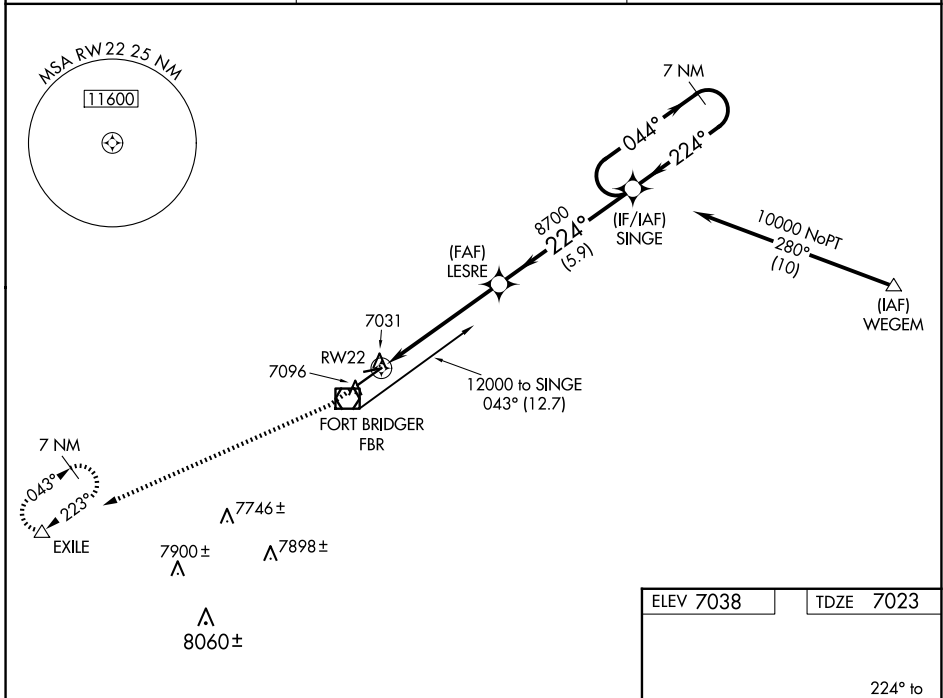 MSA RW22 25 NM
11600
7 NM
044°
224°
(IF/IAF)
SINGE
8700
224°
(5.9)
10000 NoPT
280°
(10)
(FAF)
LESRE
(IAF)
WEGEM
7031
RW22
7096
12000 to SINGE
043° (12.7)
FORT BRIDGER
FBR
7 NM
043°
223°
EXILE
7746±
7900±
7898±
8060±
ELEV 7038
TDZE 7023
224° to